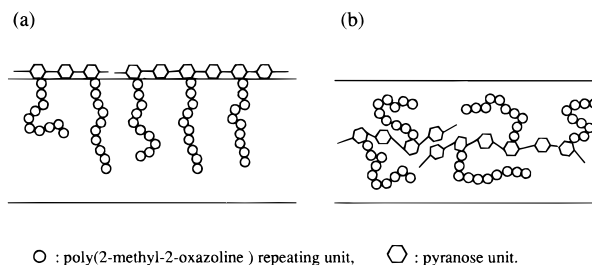 (a) (b)
: poly(2-methyl-2-oxazoline ) repeating unit, : pyranose unit.